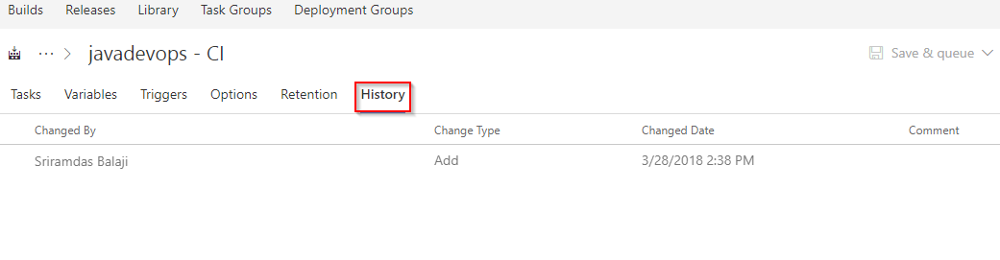 Builds Releases Library Task Groups Deployment Groups
··· > javadevops - CI Save & queue
Tasks Variables Triggers Options Retention History
Changed By Change Type Changed Date Comment
Sriramdas Balaji Add 3/28/2018 2:38 PM